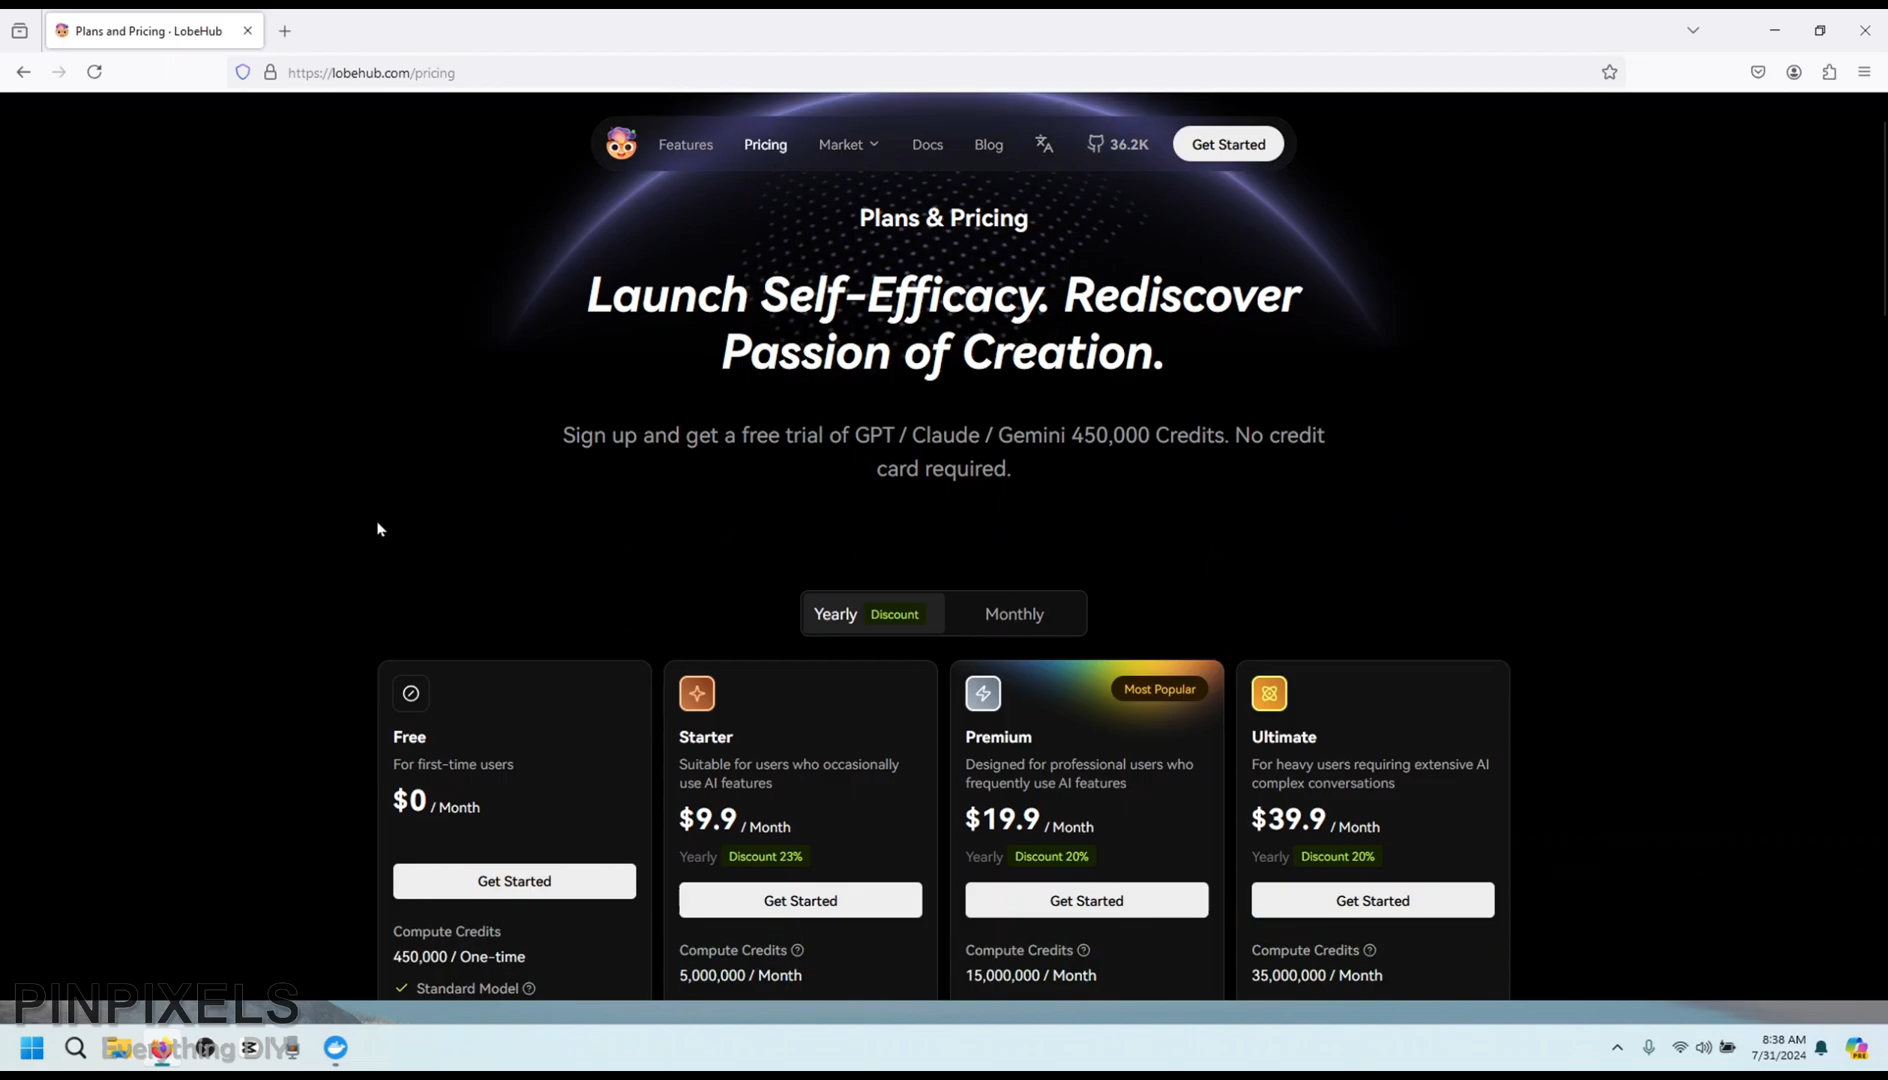 Plans and Pricing · LobeHub
https://lobehub.com/pricing
Features
Pricing
Market
Docs
Blog
36.2K
Get Started
Plans & Pricing
Launch Self-Efficacy. Rediscover
Passion of Creation.
Sign up and get a free trial of GPT / Claude / Gemini 450,000 Credits. No credit
card required.
Yearly Discount
Monthly
Free
For first-time users
$0 / Month
Get Started
Compute Credits
450,000 / One-time
Standard Model
Starter
Suitable for users who occasionally
use AI features
$9.9 / Month
Yearly Discount 23%
Get Started
Compute Credits
5,000,000 / Month
Most Popular
Premium
Designed for professional users who
frequently use AI features
$19.9 / Month
Yearly Discount 20%
Get Started
Compute Credits
15,000,000 / Month
Ultimate
For heavy users requiring extensive AI
complex conversations
$39.9 / Month
Yearly Discount 20%
Get Started
Compute Credits
35,000,000 / Month
PINPIXELS
Everything DIY
8:38 AM
7/31/2024
PRE